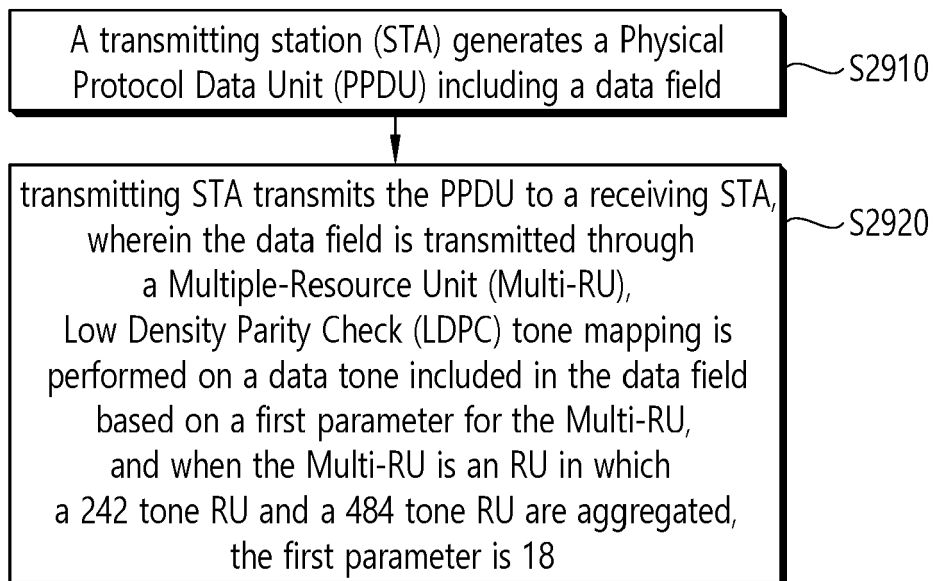 A transmitting station (STA) generates a Physical
Protocol Data Unit (PPDU) including a data field
S2910
transmitting STA transmits the PPDU to a receiving STA,
wherein the data field is transmitted through
a Multiple-Resource Unit (Multi-RU),
Low Density Parity Check (LDPC) tone mapping is
performed on a data tone included in the data field
based on a first parameter for the Multi-RU,
and when the Multi-RU is an RU in which
a 242 tone RU and a 484 tone RU are aggregated,
the first parameter is 18
S2920